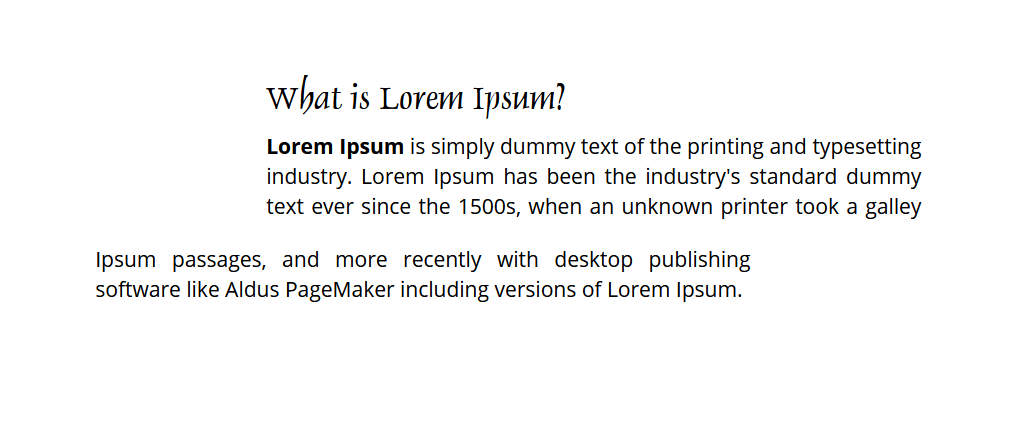 What is Lorem Ipsum?
Lorem Ipsum is simply dummy text of the printing and typesetting
industry. Lorem Ipsum has been the industry's standard dummy
text ever since the 1500s, when an unknown printer took a galley
Ipsum passages, and more recently with desktop publishing
software like Aldus PageMaker including versions of Lorem Ipsum.